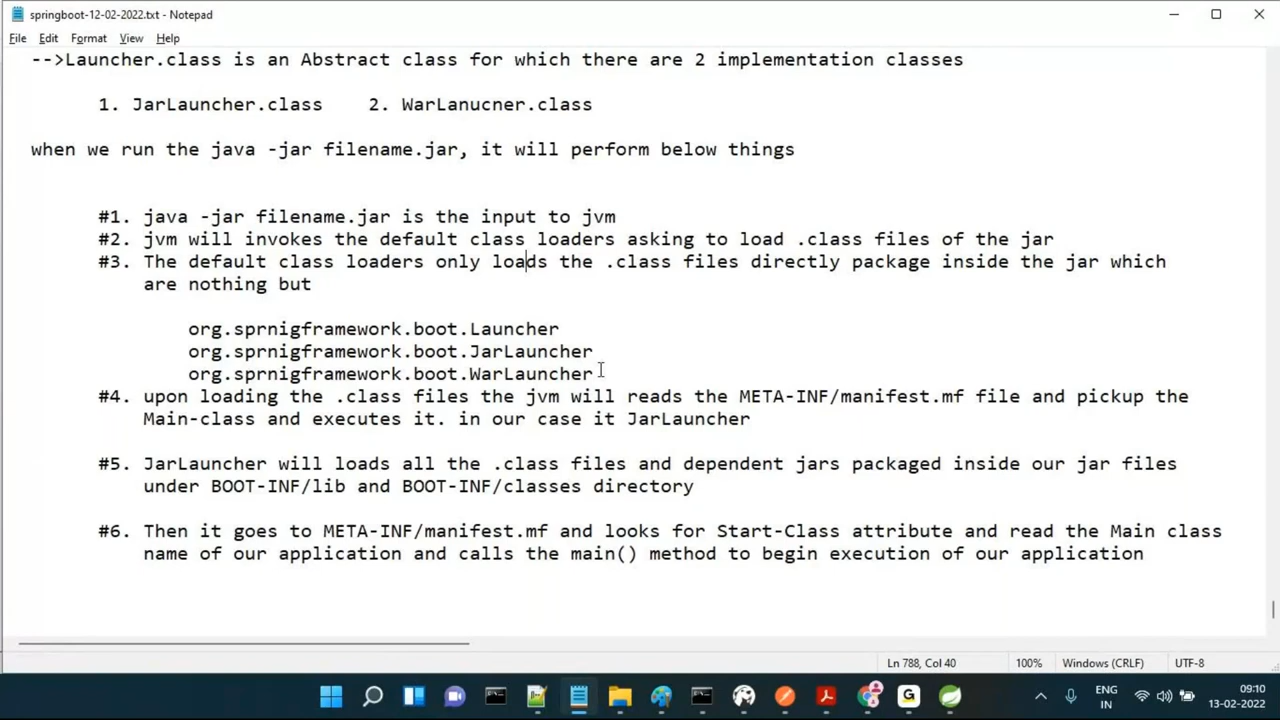 springboot-12-02-2022.txt - Notepad
File Edit Format View Help
-->Launcher.class is an Abstract class for which there are 2 implementation classes
1. JarLauncher.class 2. WarLanucner.class
when we run the java -jar filename.jar, it will perform below things
#1. java -jar filename.jar is the input to jvm
#2. jvm will invokes the default class loaders asking to load .class files of the jar
#3. The default class loaders only loads the .class files directly package inside the jar which
are nothing but
org.sprnigframework.boot.Launcher
org.sprnigframework.boot.JarLauncher
org.sprnigframework.boot.WarLauncher
#4. upon loading the .class files the jvm will reads the META-INF/manifest.mf file and pickup the
Main-class and executes it. in our case it JarLauncher
#5. JarLauncher will loads all the .class files and dependent jars packaged inside our jar files
under BOOT-INF/lib and BOOT-INF/classes directory
#6. Then it goes to META-INF/manifest.mf and looks for Start-Class attribute and read the Main class
name of our application and calls the main() method to begin execution of our application
Ln 788, Col 40 100% Windows (CRLF) UTF-8
ENG 09:10
IN 13-02-2022